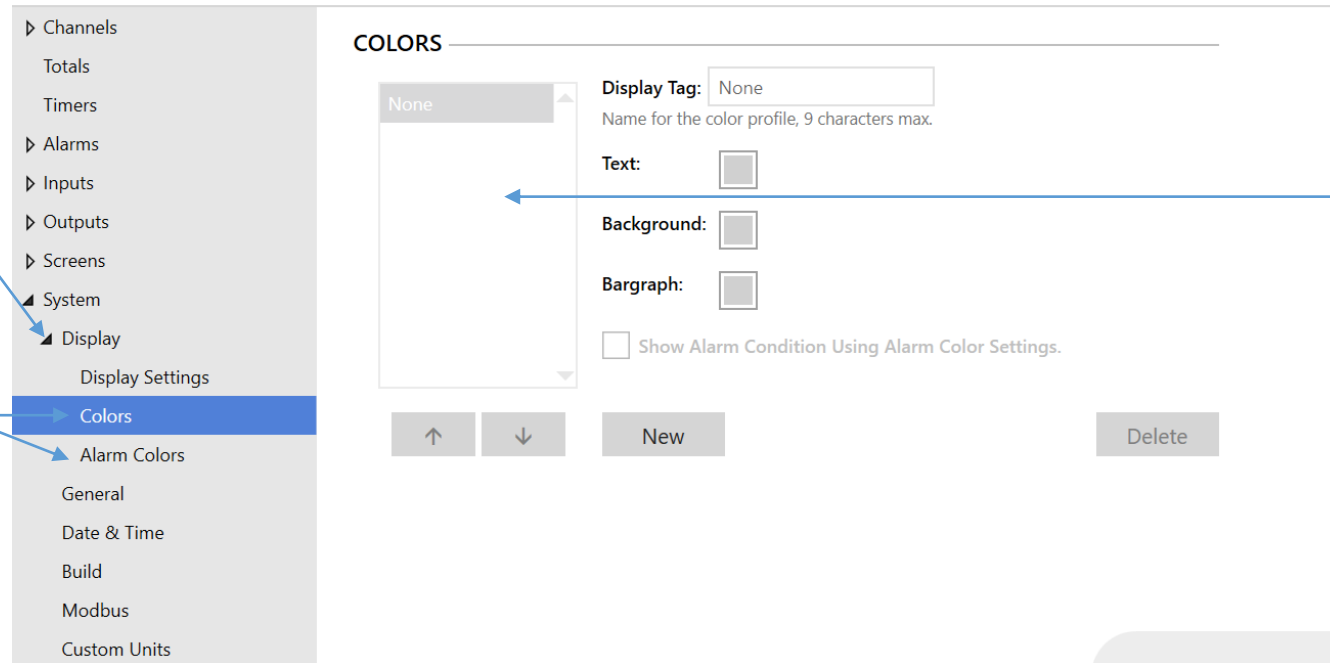 Channels
Totals
Timers
Alarms
Inputs
Outputs
Screens
System
Display
Display Settings
Colors
Alarm Colors
General
Date & Time
Build
Modbus
Custom Units
COLORS
None
Display Tag: None
Name for the color profile, 9 characters max.
Text:
Background:
Bargraph:
Show Alarm Condition Using Alarm Color Settings.
New
Delete